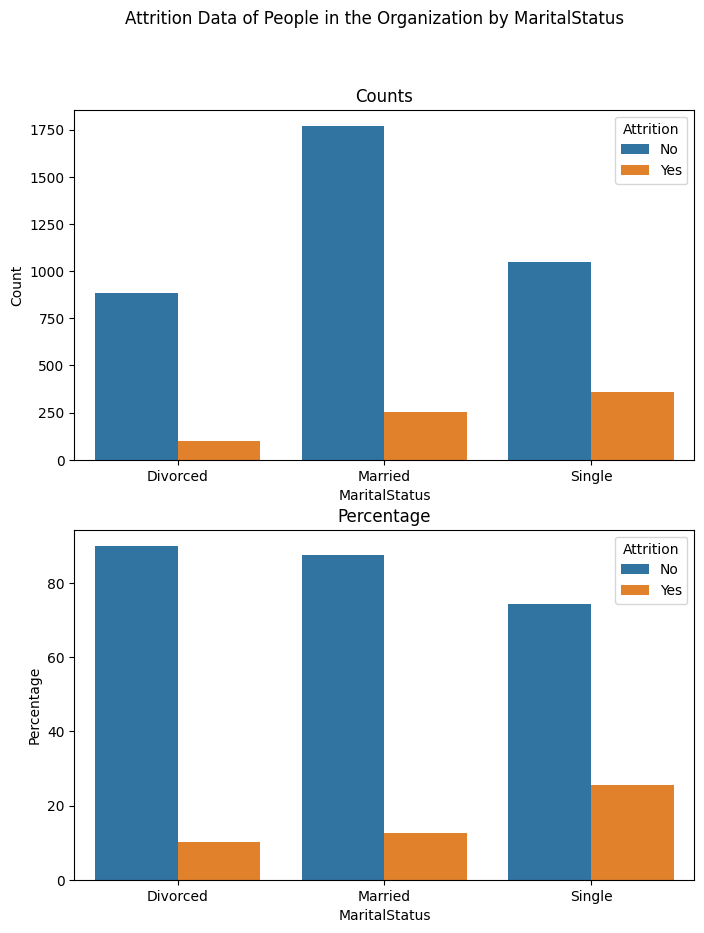 Attrition Data of People in the Organization by MaritalStatus
Counts
1750
1500
1250
1000
750
500
250
0
Count
Attrition
No
Yes
Divorced Married Single
MaritalStatus
Percentage
80
60
40
20
0
Percentage
Attrition
No
Yes
Divorced Married Single
MaritalStatus